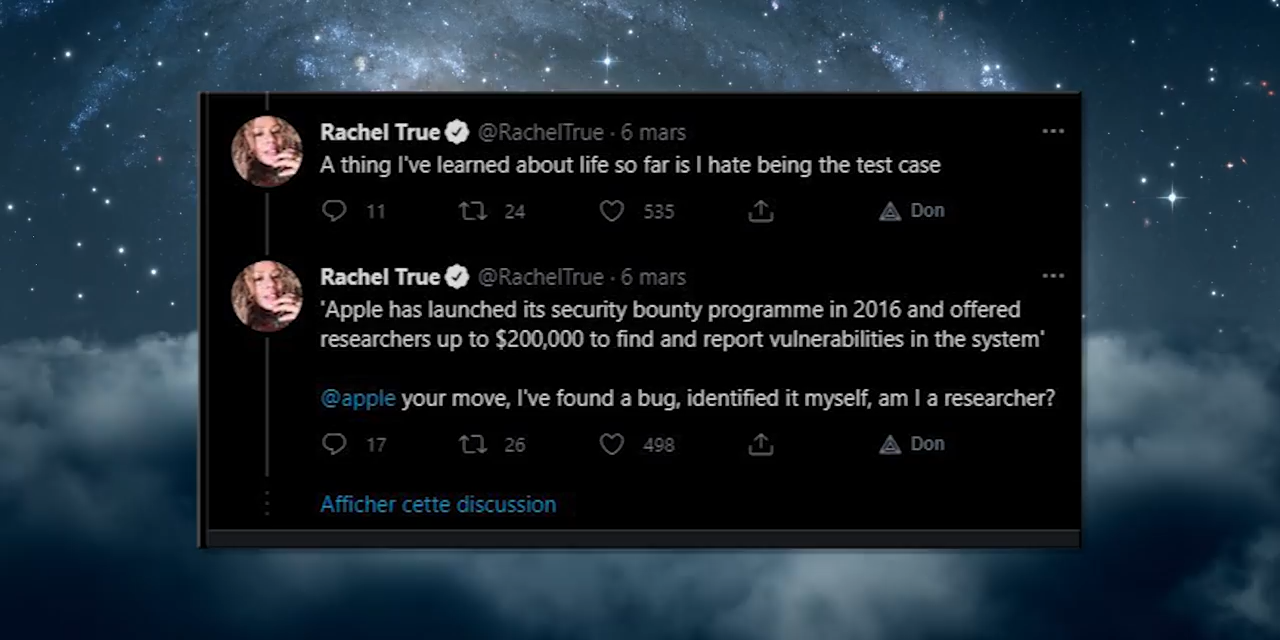 Rachel True @RachelTrue · 6 mars
A thing I've learned about life so far is I hate being the test case
11 24 535 Don
Rachel True @RachelTrue · 6 mars
'Apple has launched its security bounty programme in 2016 and offered
researchers up to $200,000 to find and report vulnerabilities in the system'
@apple your move, I've found a bug, identified it myself, am I a researcher?
17 26 498 Don
Afficher cette discussion